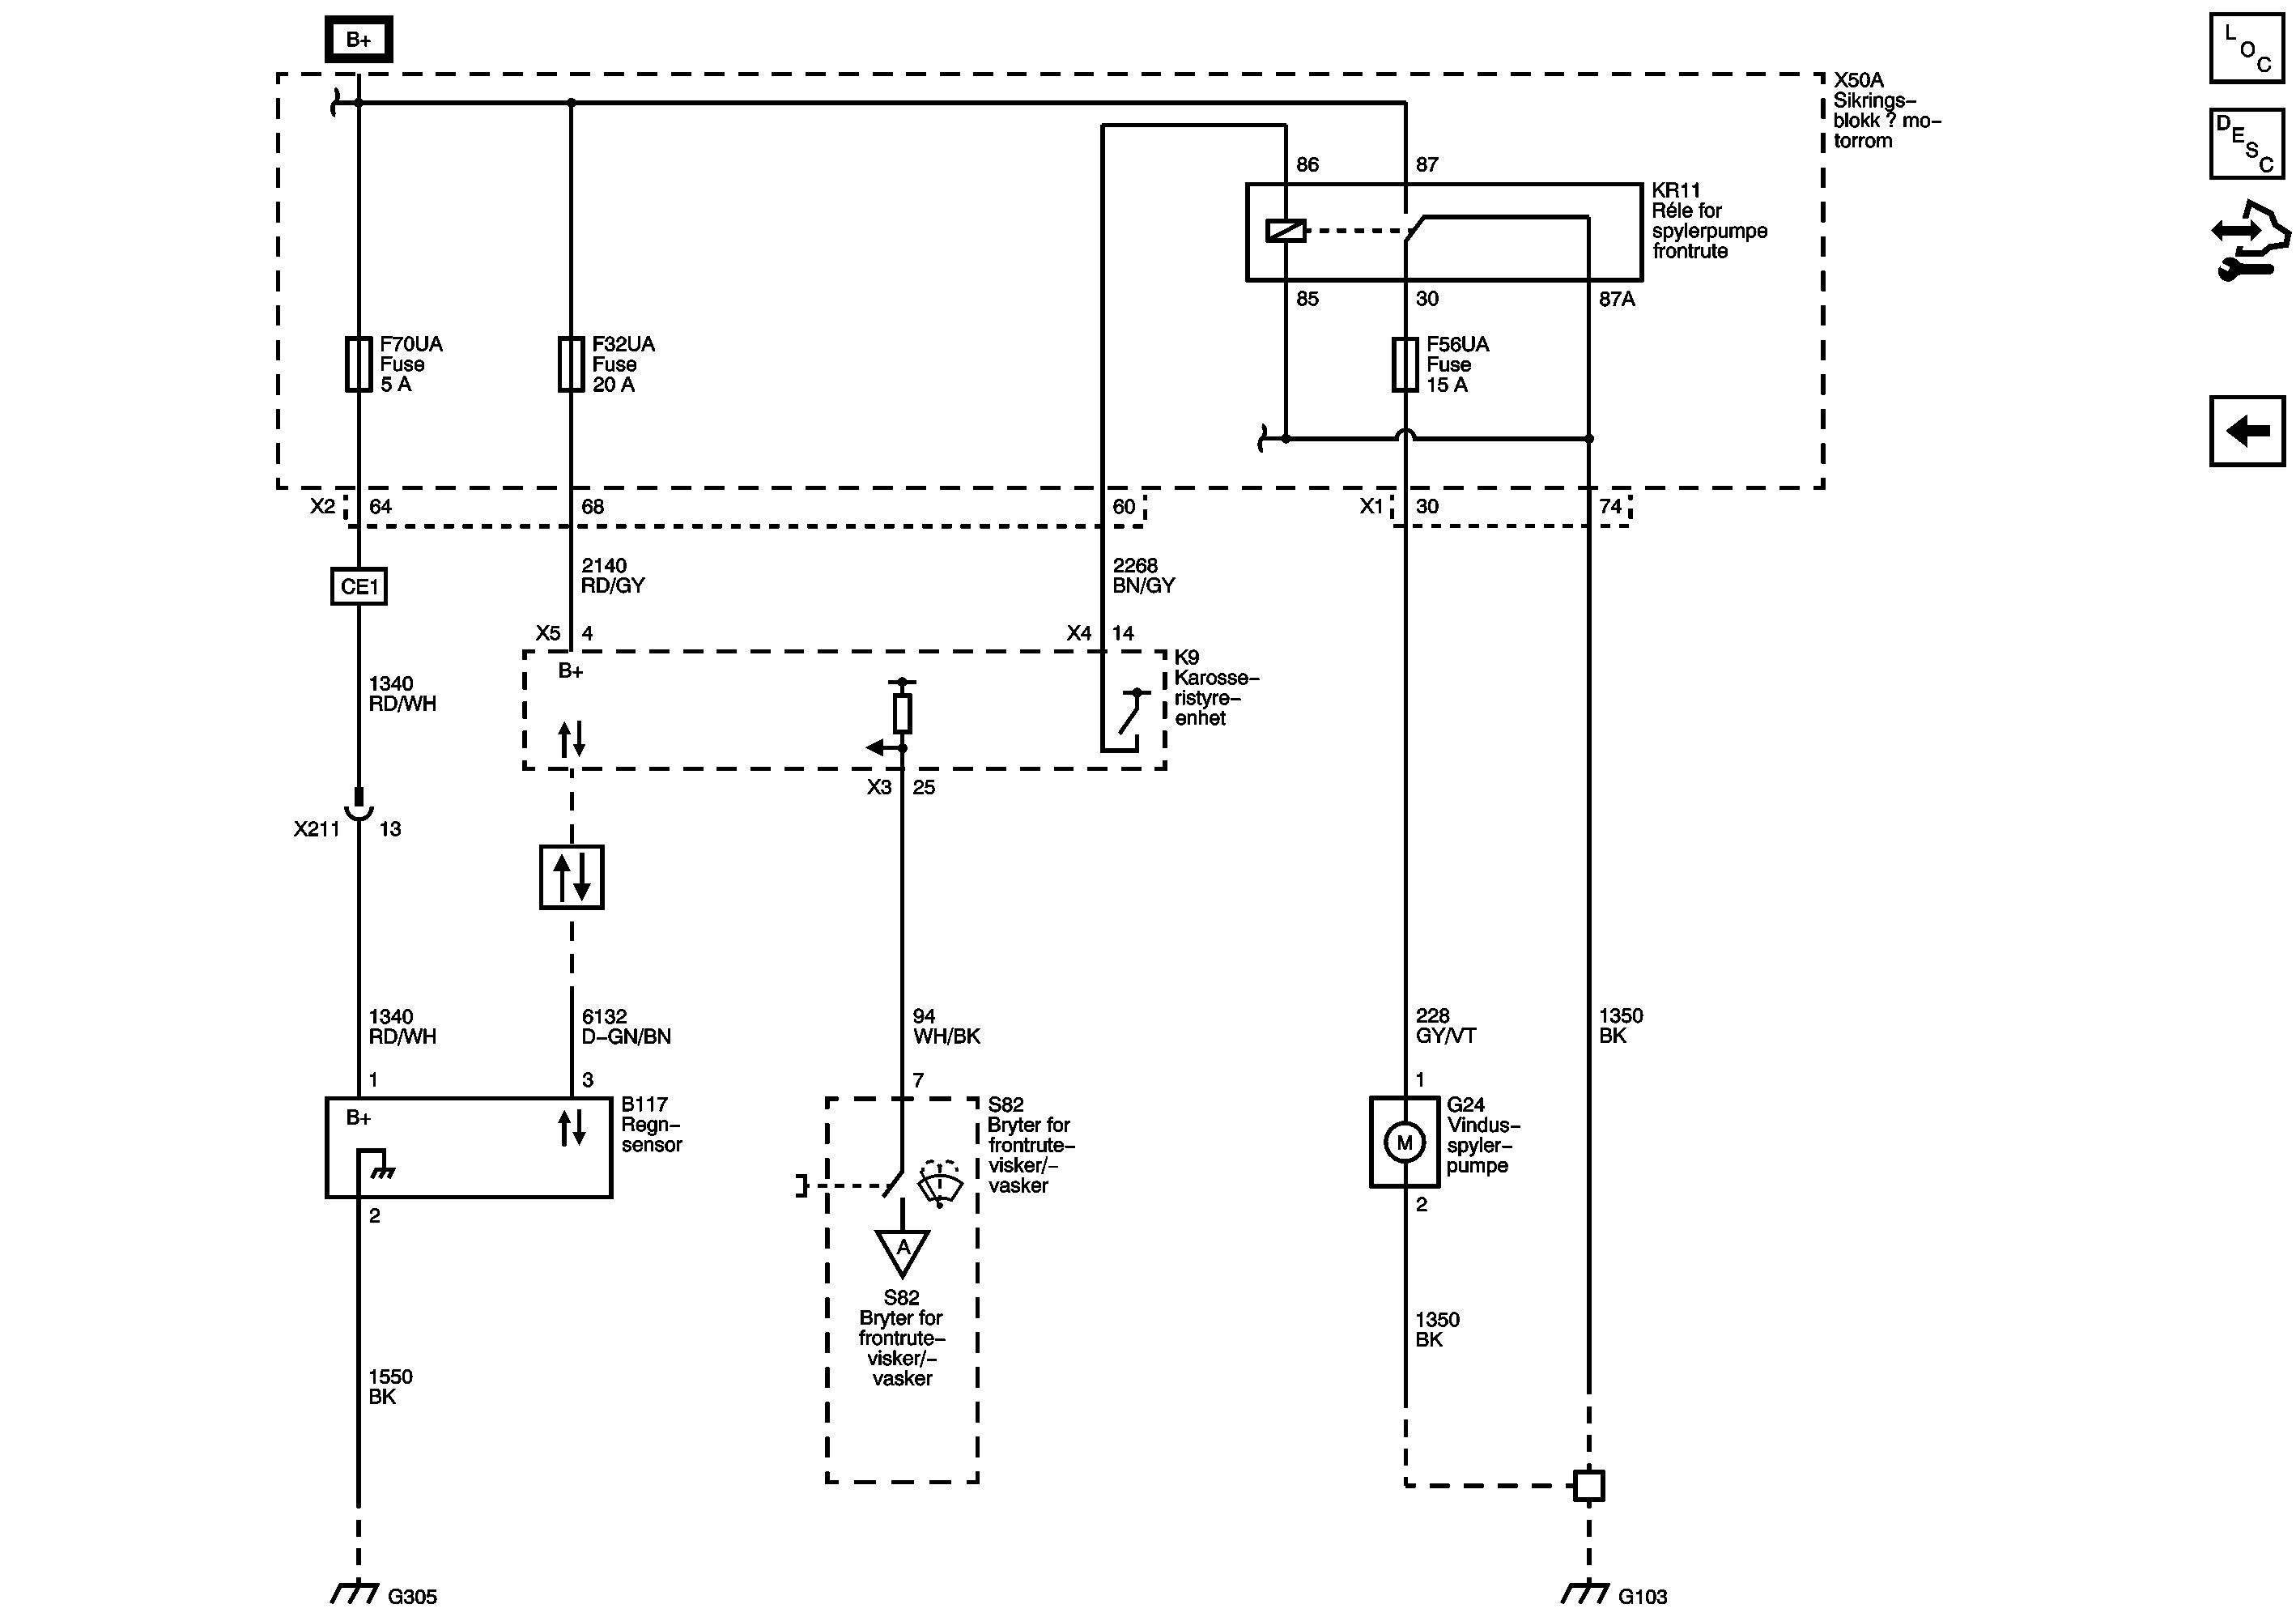 B+
L
O
C
X50A
Sikrings–
blokk ? mo–
torrom
D
E
S
C
86
87
KR11
Réle for
spylerpumpe
frontrute
85
30
87A
F70UA
Fuse
5 A
F32UA
Fuse
20 A
F56UA
Fuse
15 A
X2
64
68
60
X1
30
74
CE1
2140
RD/GY
2268
BN/GY
X5
4
X4
14
B+
K9
Karosse–
ristyre–
enhet
1340
RD/WH
X3
25
X211
13
1340
RD/WH
6132
D–GN/BN
94
WH/BK
228
GY/VT
1350
BK
1
3
7
1
B+
B117
Regn–
sensor
S82
Bryter for
frontrute–
visker/–
vasker
M
G24
Vindus–
spyler–
pumpe
2
2
A
S82
Bryter for
frontrute–
visker/–
vasker
1350
BK
1550
BK
G305
G103